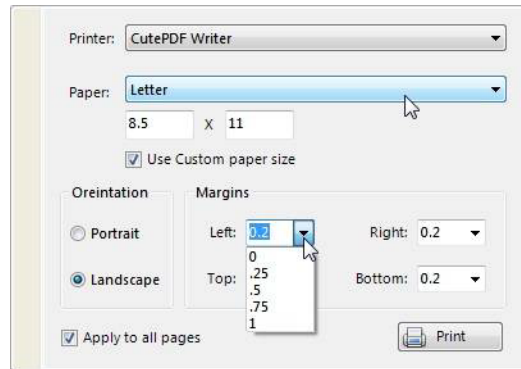 Printer: CutePDF Writer
Paper: Letter
8.5 X 11
Use Custom paper size
Oreintation Margins
Portrait Left: 0.2 Right: 0.2
0
.25
Landscape Top: .5 Bottom: 0.2
.75
1
Apply to all pages Print